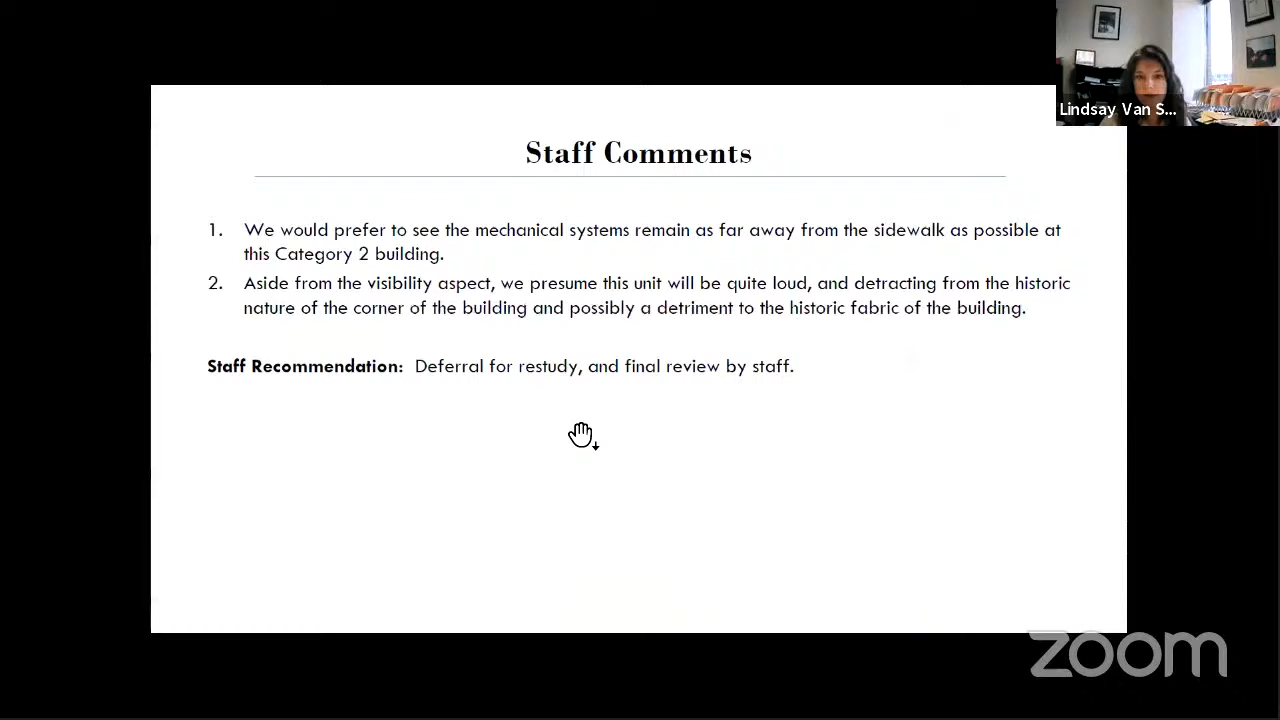 Lindsay Van S...
Staff Comments
1. We would prefer to see the mechanical systems remain as far away from the sidewalk as possible at
this Category 2 building.
2. Aside from the visibility aspect, we presume this unit will be quite loud, and detracting from the historic
nature of the corner of the building and possibly a detriment to the historic fabric of the building.
Staff Recommendation: Deferral for restudy, and final review by staff.
zoom